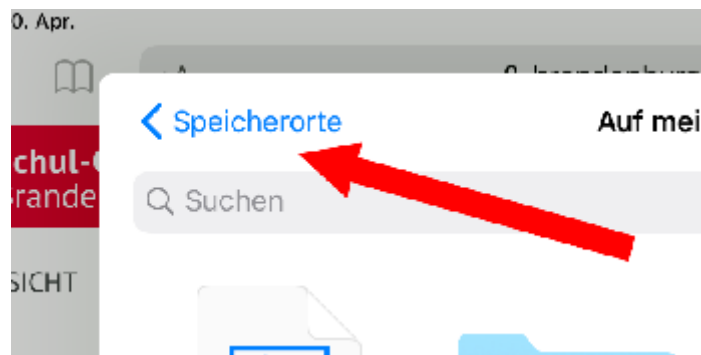 0. Apr.
Speicherorte
Auf mei
chul-
rande
Suchen
SICHT